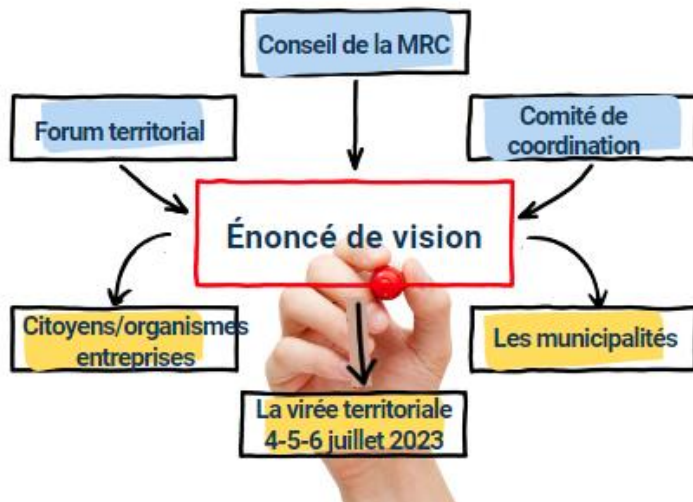 Conseil de la MRC
Forum territorial
Comité de
coordination
Énoncé de vision
Citoyens/organismes
entreprises
Les municipalités
La virée territoriale
4-5-6 juillet 2023